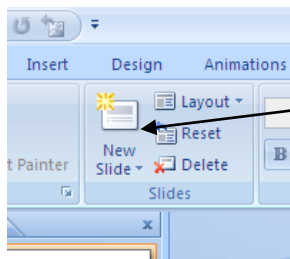 Insert Design Animations
Layout
Reset
New
Slide
Delete
t Painter
B
Slides
x